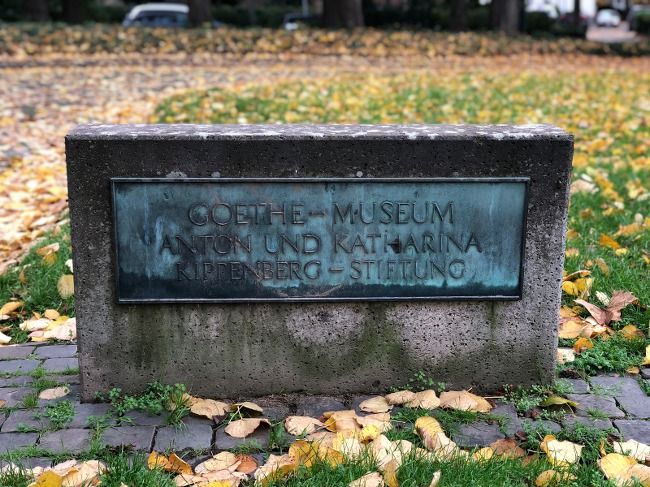 GOETHE-MUSEUM
ANTON UND KATHARINA
KIPPENBERG-STIFTUNG